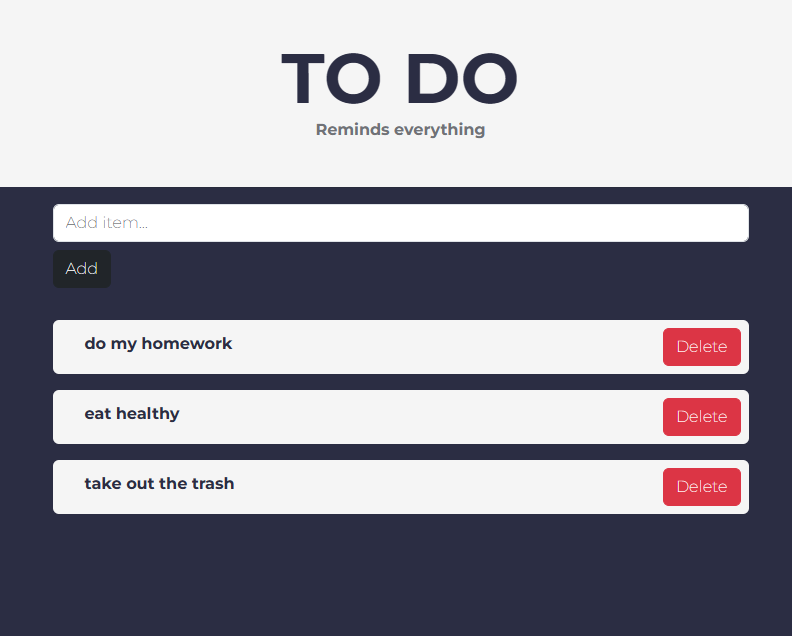 TO DO
Reminds everything
Add item...
Add
do my homework
Delete
eat healthy
Delete
take out the trash
Delete